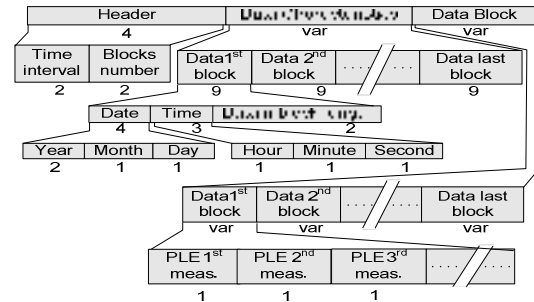 Header Data Block
4 var var
Time interval Blocks number
2 2
Data1st block Data 2nd block ........ Data last block
9 9 9
Date Time
4 3 2
Year Month Day Hour Minute Second
2 1 1 1 1 1
Data1st block Data 2nd block ........ Data last block
var var var
PLE 1st meas. PLE 2nd meas. PLE 3rd meas. ........
1 1 1